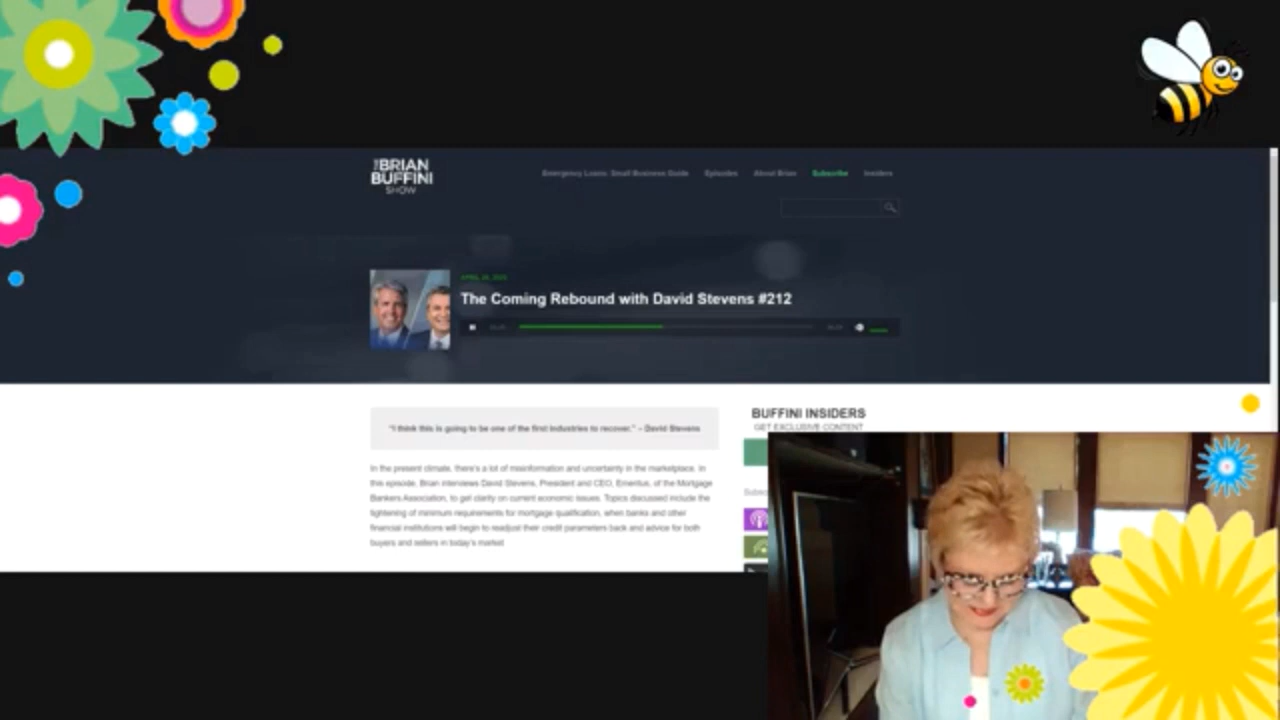 THE
BRIAN
BUFFINI
SHOW
Emergency Loans: Small Business Guide Episodes About Brian Subscribe Insiders
The Coming Rebound with David Stevens #212
"I think this is going to be one of the first industries to recover." – David Stevens
In the present climate, there's a lot of misinformation and uncertainty in the marketplace. In
this episode, Brian interviews David Stevens, President and CEO, Emeritus, of the Mortgage
Bankers Association, to get clarity on current economic issues. Topics discussed include the
tightening of minimum requirements for mortgage qualification, when banks and other
financial institutions will begin to readjust their credit parameters back and advice for both
buyers and sellers in today's market
BUFFINI INSIDERS
GET EXCLUSIVE CONTENT